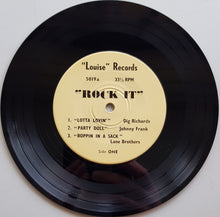 "Louise" Records
5019a 33⅓ RPM
"ROCK IT"
1. "LOTTA LOVIN'" Dig Richards
2. "PARTY DOLL" Johnny Frank
3. "BOPPIN IN A SACK"
Lane Brothers
Side ONE